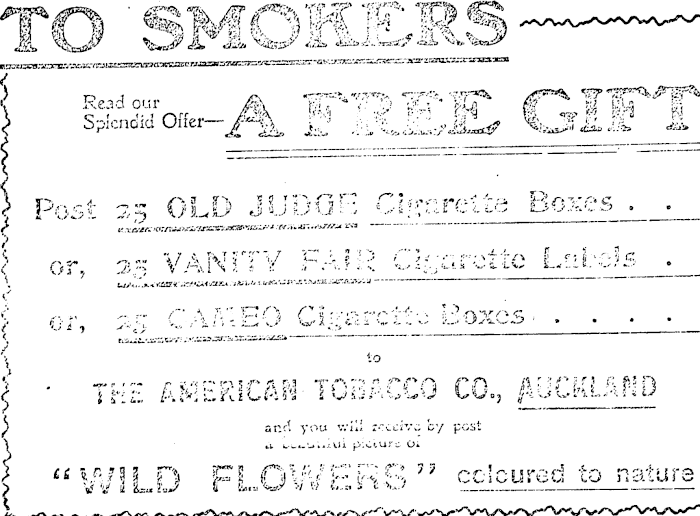 TO SMOKERS
Read our
Splendid Offer—
A FREE GIFT
Post 25 OLD JUDGE Cigarette Boxes . .
or, 25 VANITY FAIR Cigarette Labels .
or, 25 CAMEO Cigarette Boxes . . . . .
to
THE AMERICAN TOBACCO CO., AUCKLAND
and you will receive by post
a beautiful picture of
"WILD FLOWERS" coloured to nature